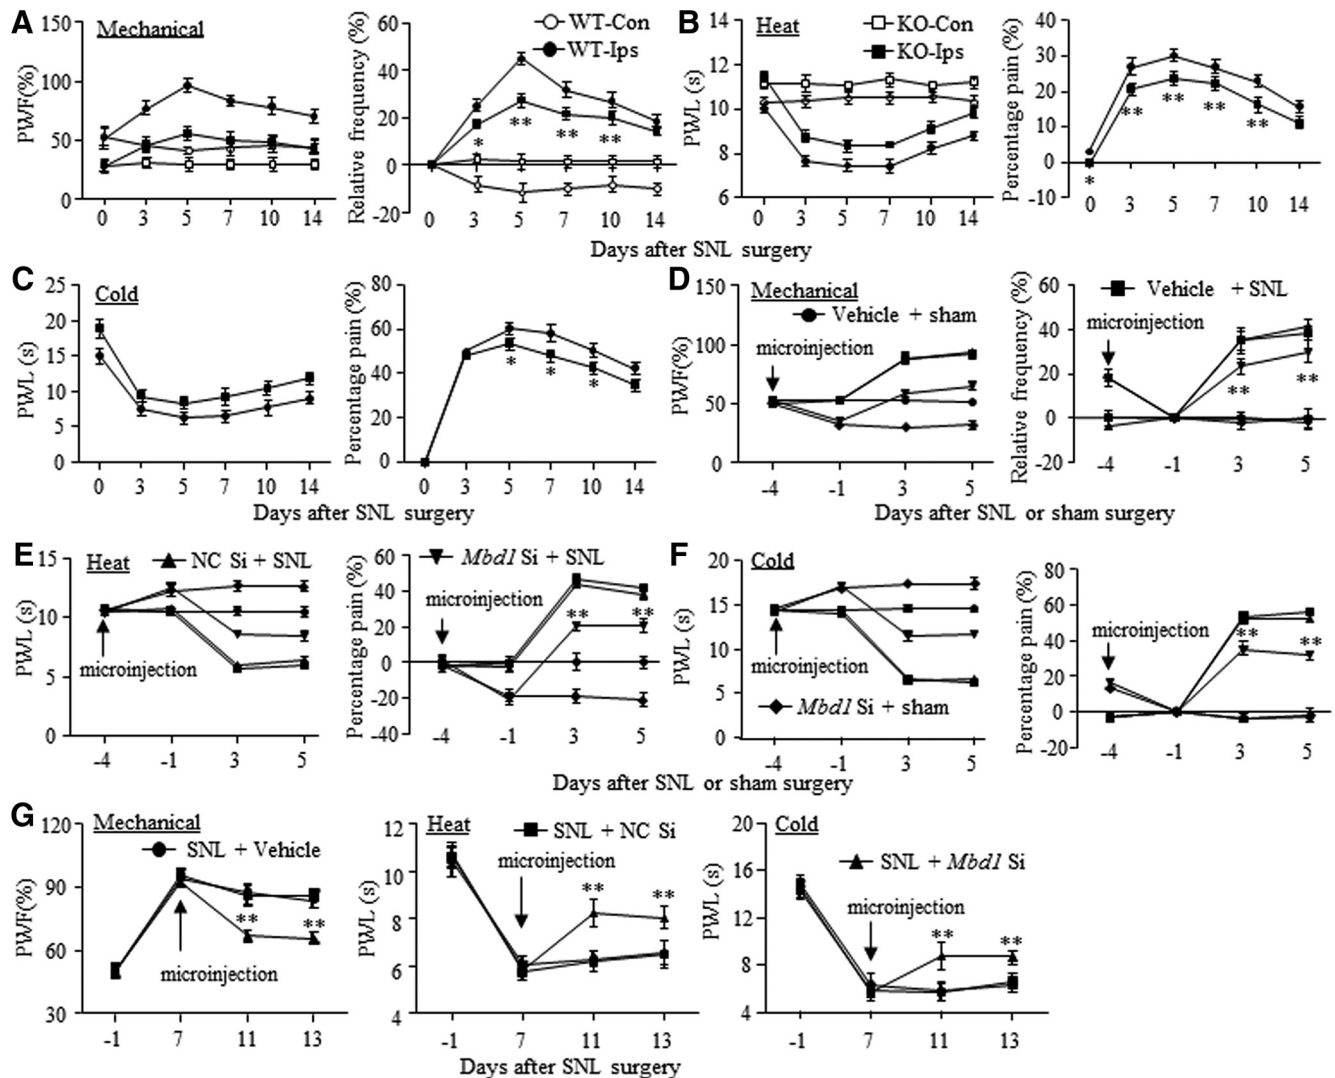 A
Mechanical
PWF(%)
150
100
50
0
0 3 5 7 10 14
Relative frequency (%)
60
40
20
0
-20
0 3 5 7 10 14
WT-Con
WT-Ips
*
**
**
**
B
Heat
PWL (s)
14
12
10
8
6
0 3 5 7 10 14
KO-Con
KO-Ips
Percentage pain (%)
40
30
20
10
0
-10
0 3 5 7 10 14
*
**
**
**
**
Days after SNL surgery
C
Cold
PWL (s)
25
20
15
10
5
0
0 3 5 7 10 14
Percentage pain (%)
80
60
40
20
0
0 3 5 7 10 14
*
*
*
Days after SNL surgery
D
Mechanical
Vehicle + sham
microinjection
PWF(%)
150
100
50
0
-4 -1 3 5
Relative frequency (%)
60
40
20
0
-20
-4 -1 3 5
Vehicle + SNL
microinjection
**
**
Days after SNL or sham surgery
E
Heat
NC Si + SNL
microinjection
PWL (s)
15
10
5
0
-4 -1 3 5
Percentage pain (%)
60
40
20
0
-20
-40
-4 -1 3 5
Mbd1 Si + SNL
microinjection
**
**
F
Cold
microinjection
Mbd1 Si + sham
PWL (s)
20
15
10
5
0
-4 -1 3 5
Percentage pain (%)
80
60
40
20
0
-20
-4 -1 3 5
microinjection
**
**
Days after SNL or sham surgery
G
Mechanical
SNL + Vehicle
microinjection
PWF(%)
120
90
60
30
-1 7 11 13
**
**
Heat
SNL + NC Si
microinjection
PWL (s)
12
10
8
6
4
-1 7 11 13
**
**
Cold
SNL + Mbd1 Si
microinjection
PWL (s)
20
16
12
8
4
-1 7 11 13
**
**
Days after SNL surgery